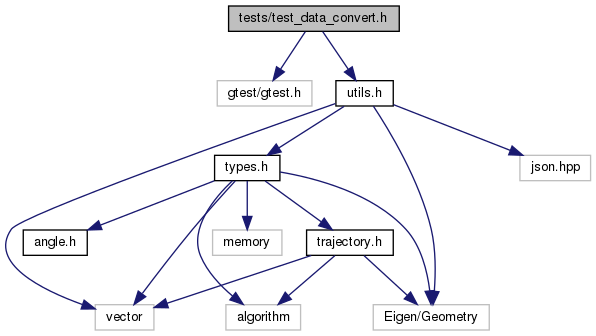 tests/test_data_convert.h
gtest/gtest.h
utils.h
types.h
json.hpp
angle.h
memory
trajectory.h
vector
algorithm
Eigen/Geometry